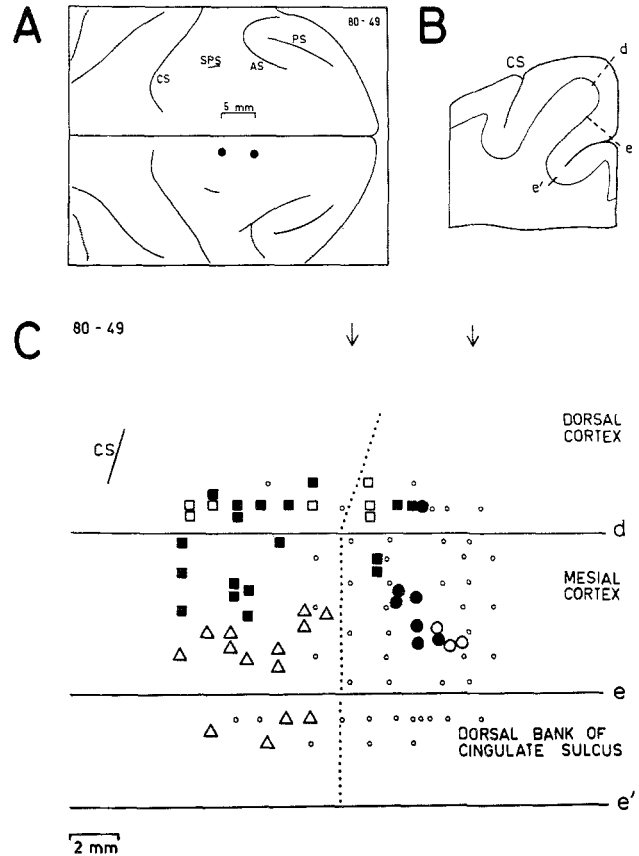 A
80 - 49
PS
SPS
AS
CS
5 mm
B
CS
d
e
e'
C
80 - 49
CS
DORSAL
CORTEX
d
MESIAL
CORTEX
e
DORSAL BANK OF
CINGULATE SULCUS
e'
2 mm